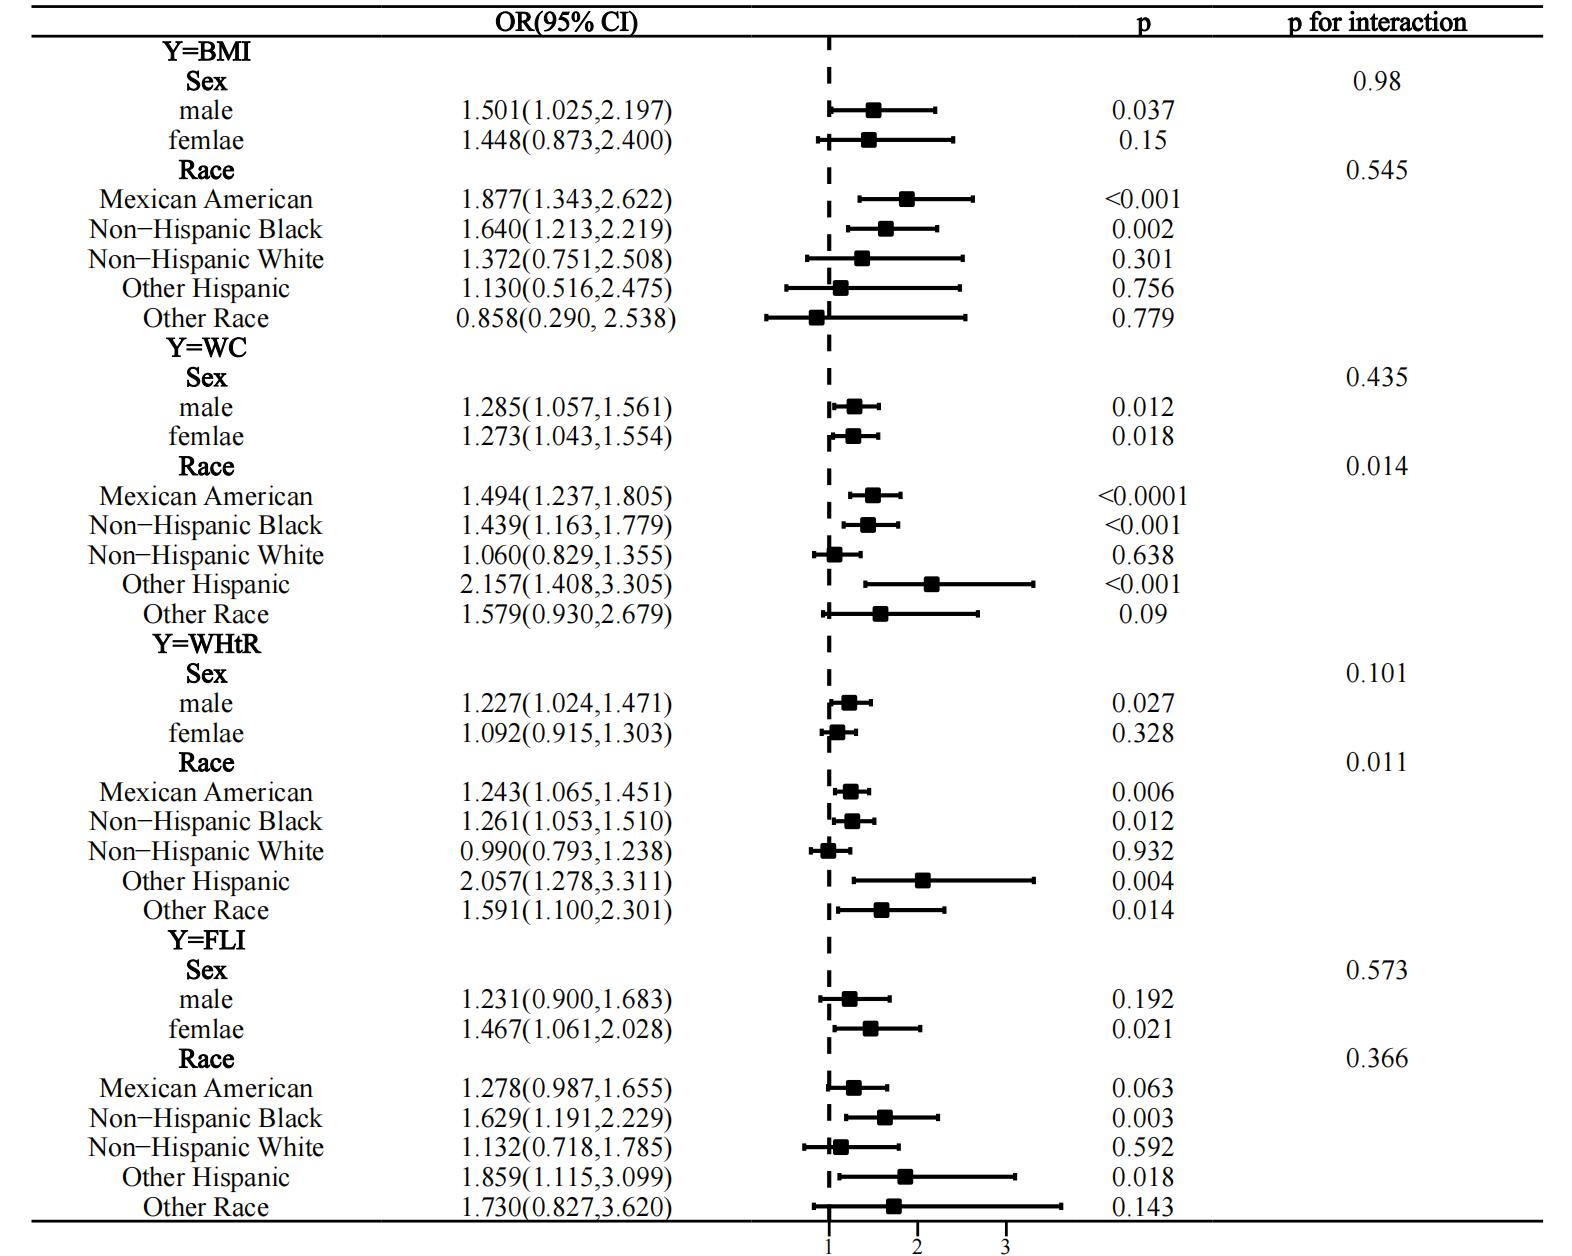 OR(95% CI) p p for interaction
Y=BMI
Sex 0.98
male 1.501(1.025,2.197) 0.037
femlae 1.448(0.873,2.400) 0.15
Race 0.545
Mexican American 1.877(1.343,2.622) <0.001
Non−Hispanic Black 1.640(1.213,2.219) 0.002
Non−Hispanic White 1.372(0.751,2.508) 0.301
Other Hispanic 1.130(0.516,2.475) 0.756
Other Race 0.858(0.290, 2.538) 0.779
Y=WC
Sex 0.435
male 1.285(1.057,1.561) 0.012
femlae 1.273(1.043,1.554) 0.018
Race 0.014
Mexican American 1.494(1.237,1.805) <0.0001
Non−Hispanic Black 1.439(1.163,1.779) <0.001
Non−Hispanic White 1.060(0.829,1.355) 0.638
Other Hispanic 2.157(1.408,3.305) <0.001
Other Race 1.579(0.930,2.679) 0.09
Y=WHtR
Sex 0.101
male 1.227(1.024,1.471) 0.027
femlae 1.092(0.915,1.303) 0.328
Race 0.011
Mexican American 1.243(1.065,1.451) 0.006
Non−Hispanic Black 1.261(1.053,1.510) 0.012
Non−Hispanic White 0.990(0.793,1.238) 0.932
Other Hispanic 2.057(1.278,3.311) 0.004
Other Race 1.591(1.100,2.301) 0.014
Y=FLI
Sex 0.573
male 1.231(0.900,1.683) 0.192
femlae 1.467(1.061,2.028) 0.021
Race 0.366
Mexican American 1.278(0.987,1.655) 0.063
Non−Hispanic Black 1.629(1.191,2.229) 0.003
Non−Hispanic White 1.132(0.718,1.785) 0.592
Other Hispanic 1.859(1.115,3.099) 0.018
Other Race 1.730(0.827,3.620) 0.143
1 2 3